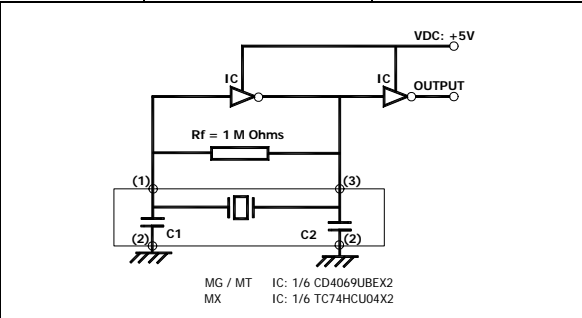 VDC: +5V
IC IC
OUTPUT
Rf = 1 M Ohms
(1) (3)
C1 C2
(2) (2)
MG / MT IC: 1/6 CD4069UBEX2
MX IC: 1/6 TC74HCU04X2